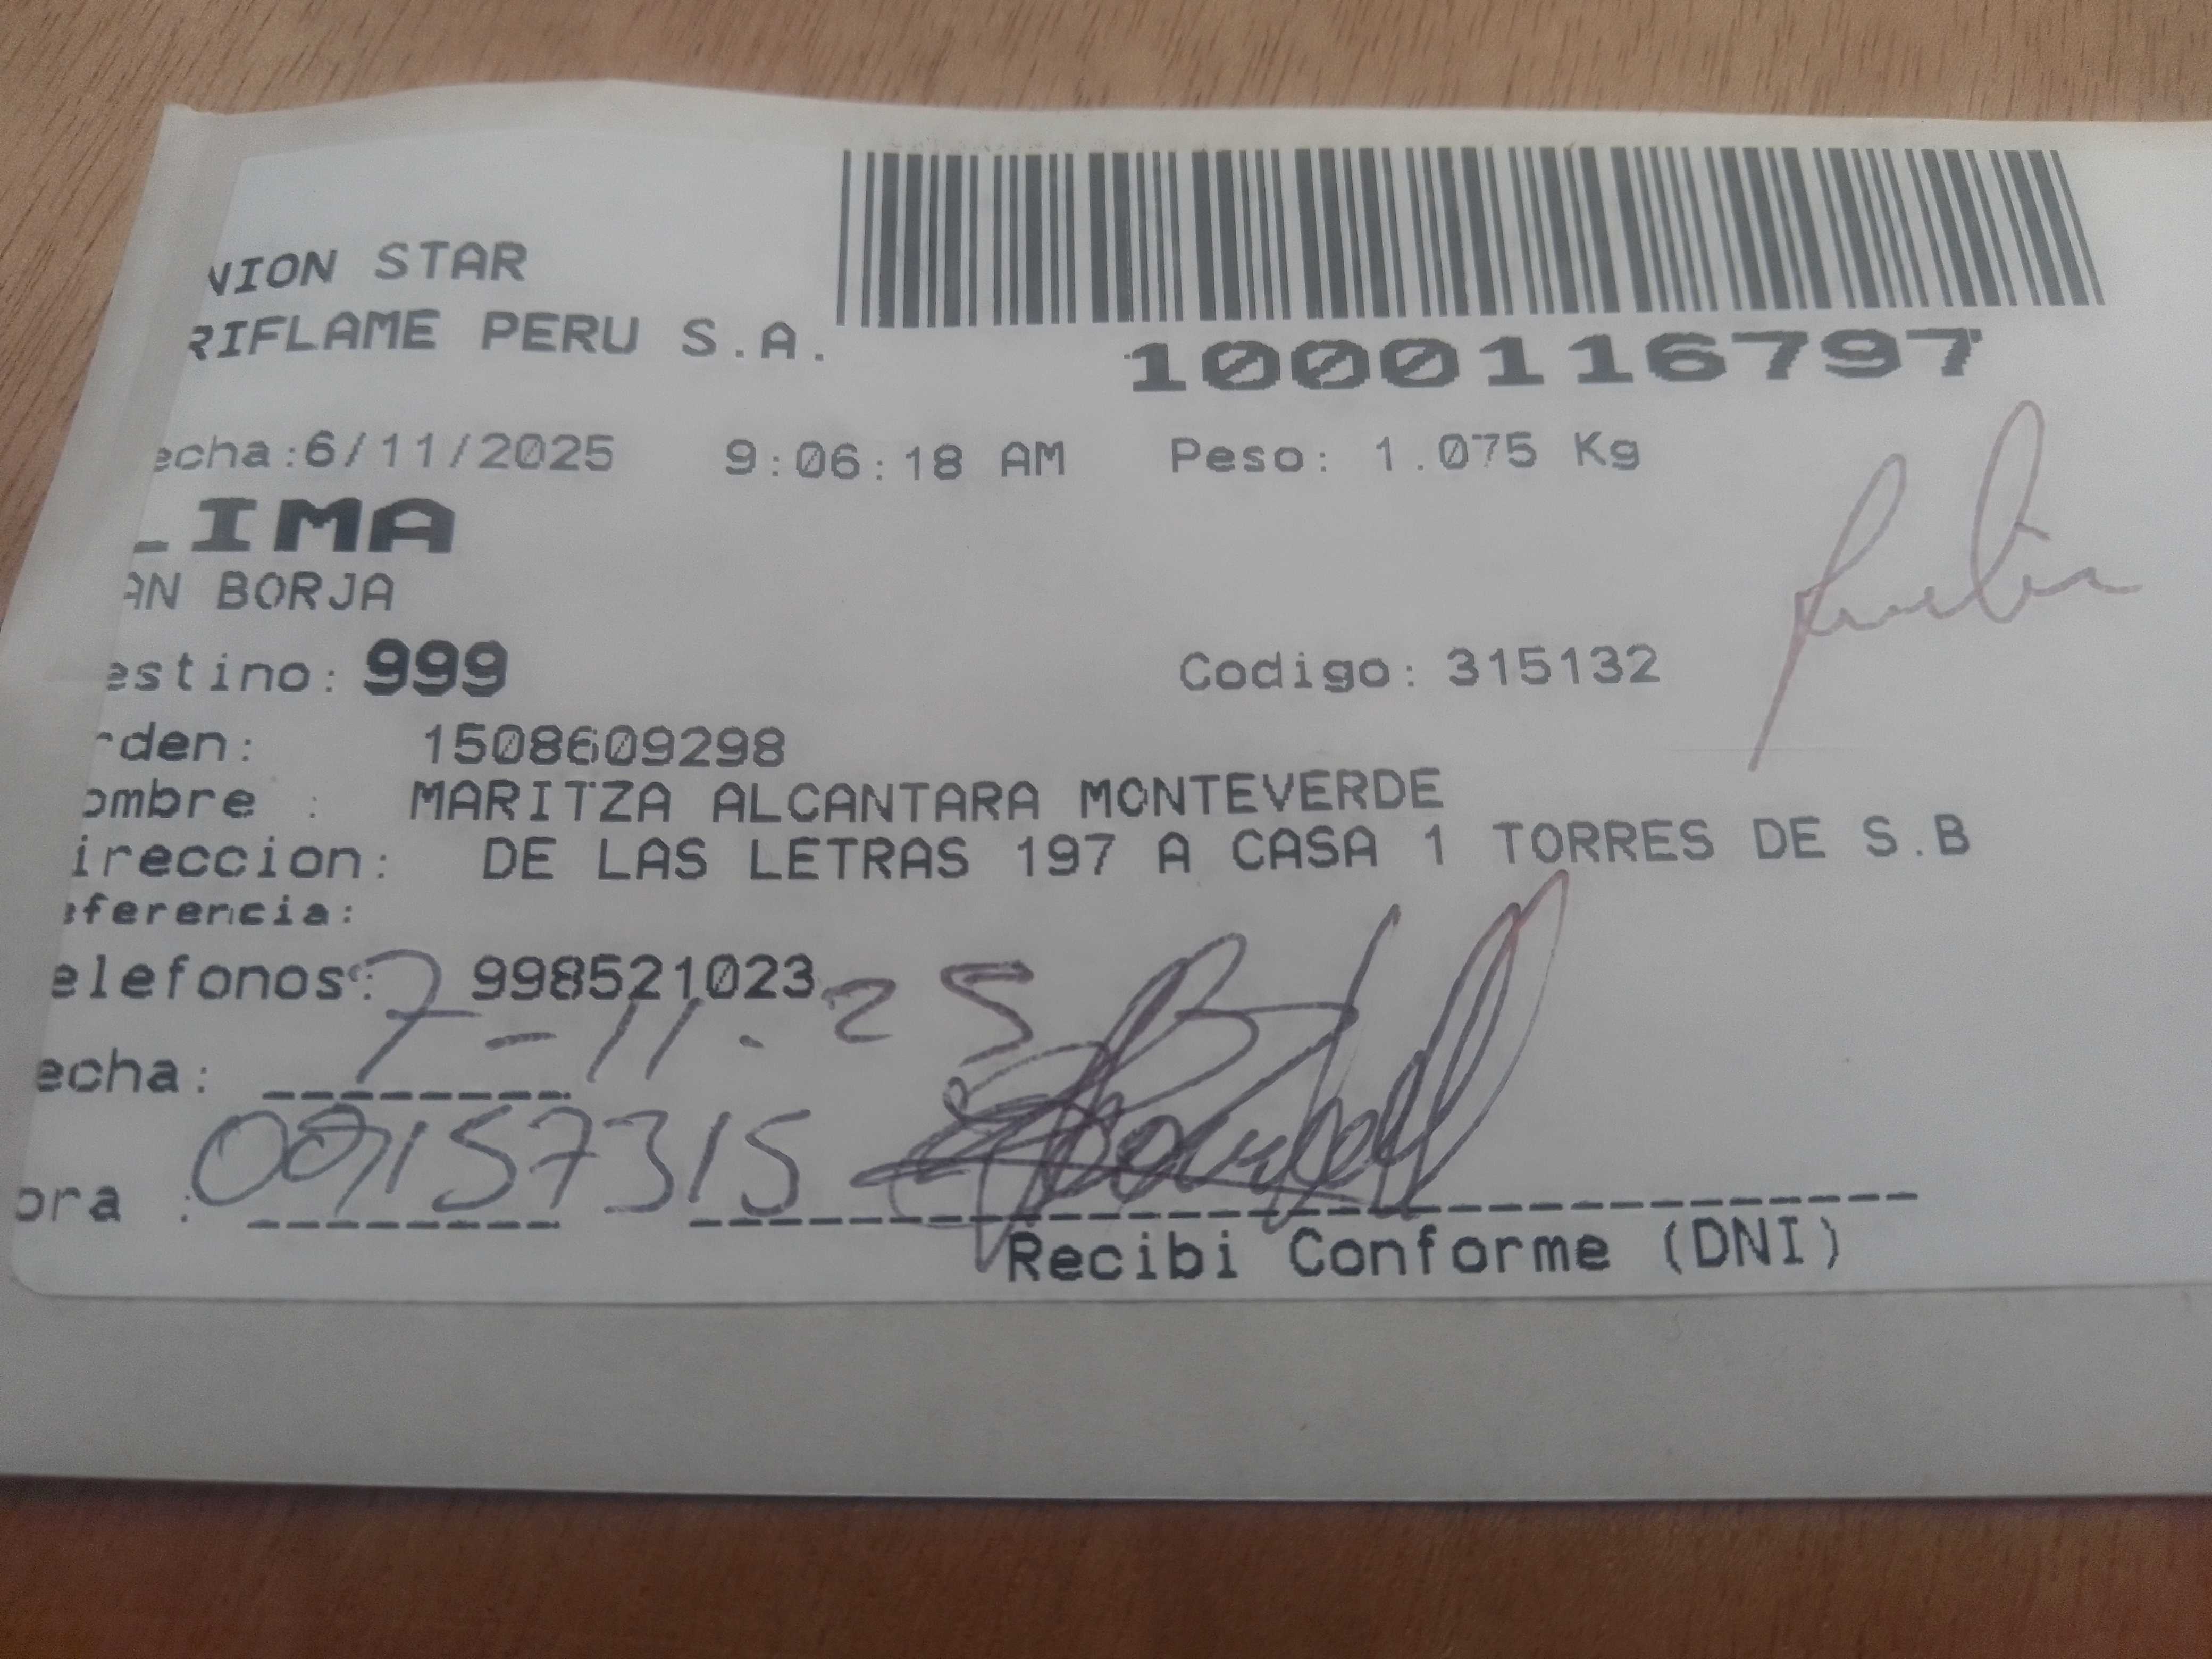 NION STAR
RIFLAME PERU S.A.
1000116797
echa:6/11/2025 9:06:18 AM Peso: 1.075 Kg
LIMA
AN BORJA
estino: 999 Codigo: 315132
rden: 1508609298
ombre : MARITZA ALCANTARA MONTEVERDE
ireccion: DE LAS LETRAS 197 A CASA 1 TORRES DE S.B
eferencia:
elefonos: 998521023
echa: 7-11.25
ora : 09157315
Recibi Conforme (DNI)